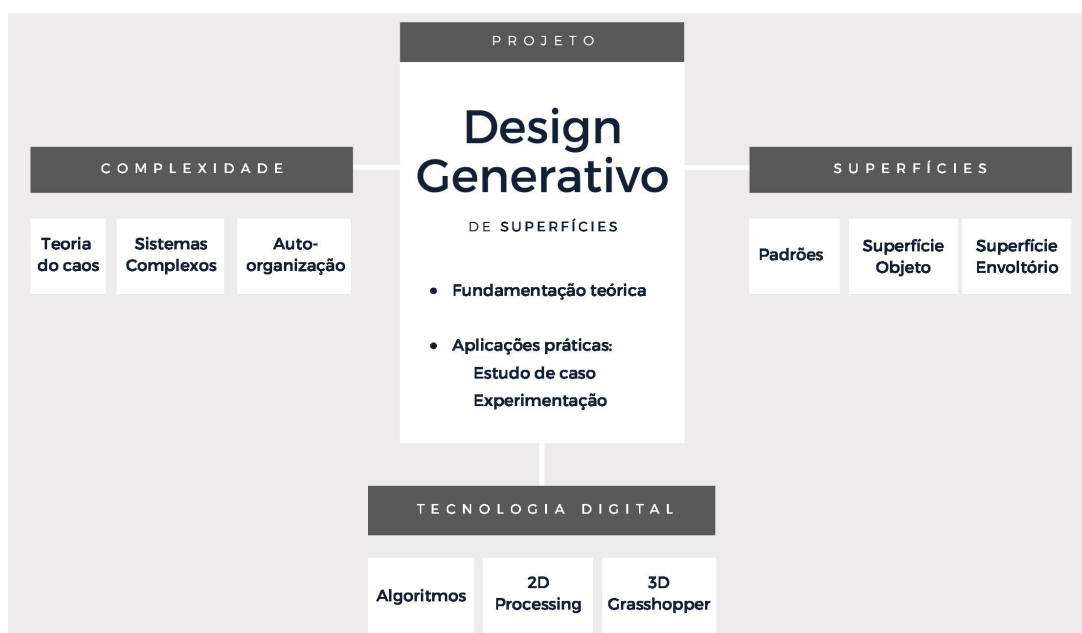 PROJETO
Design
Generativo
DE SUPERFÍCIES
• Fundamentação teórica
• Aplicações práticas:
Estudo de caso
Experimentação
COMPLEXIDADE
Teoria
do caos
Sistemas
Complexos
Auto-
organização
SUPERFÍCIES
Padrões
Superfície
Objeto
Superfície
Envoltório
TECNOLOGIA DIGITAL
Algoritmos
2D
Processing
3D
Grasshopper